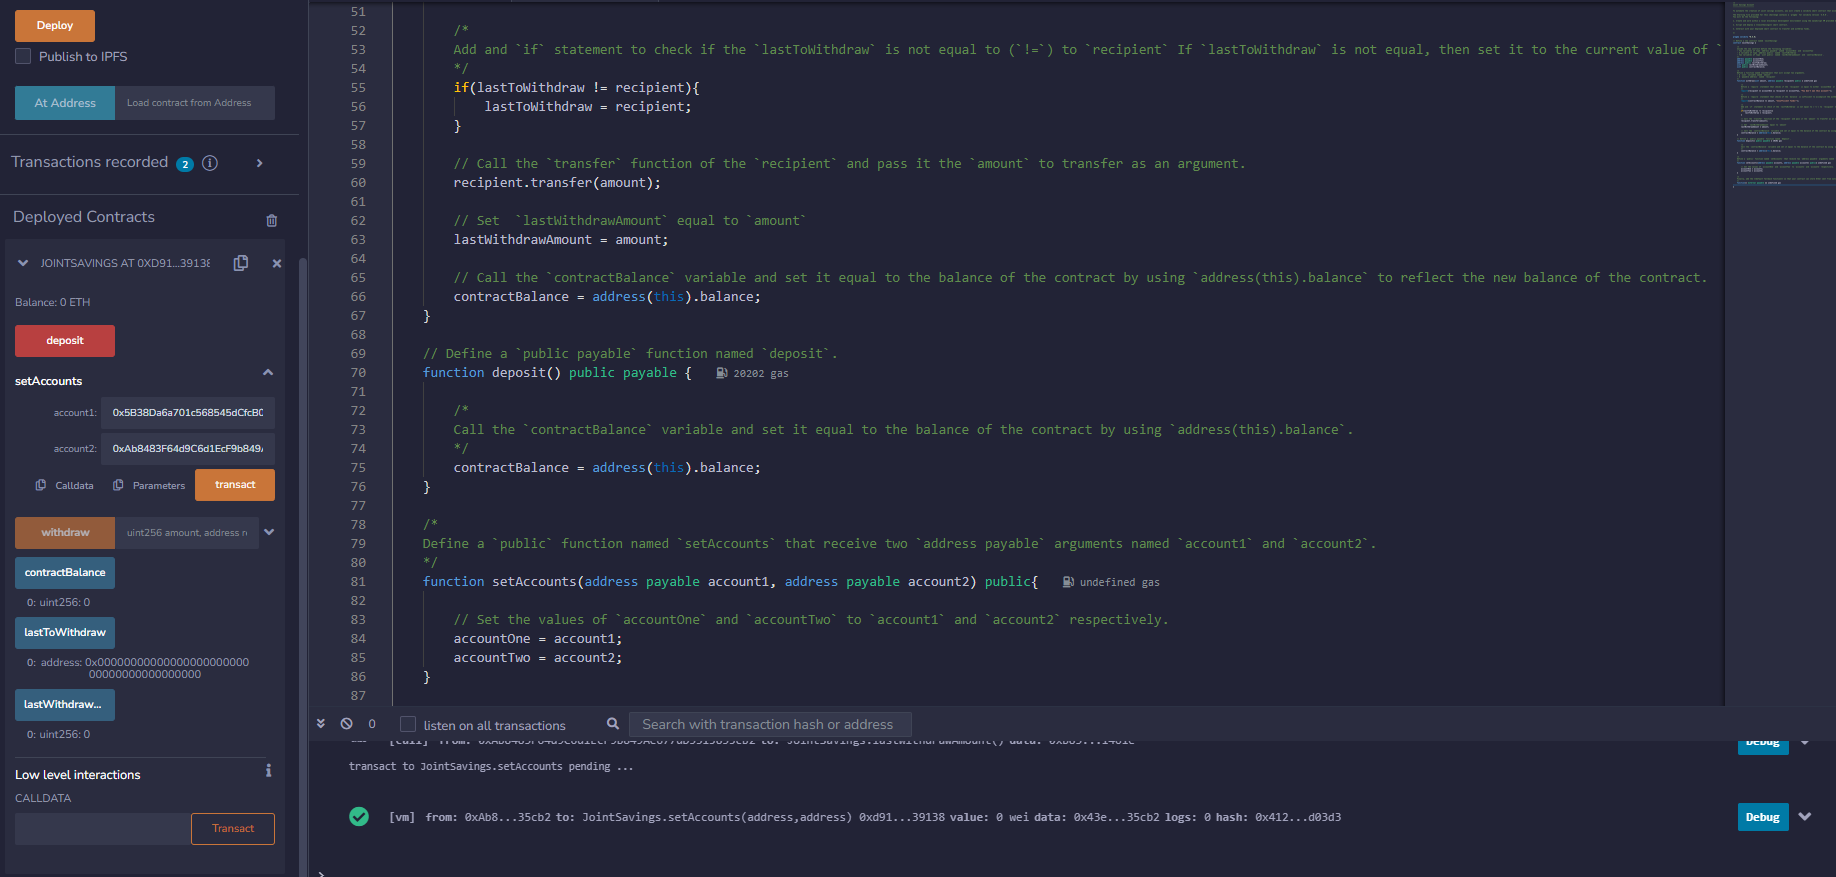 Deploy
Publish to IPFS
At Address
Load contract from Address
Transactions recorded 2 i
Deployed Contracts
JOINTSAVINGS AT 0XD91...39138
Balance: 0 ETH
deposit
setAccounts
account1: 0x5B38Da6a701c568545dCfcB0
account2: 0xAb8483F64d9C6d1EcF9b849
Calldata
Parameters
transact
withdraw
uint256 amount, address re
contractBalance
0: uint256: 0
lastToWithdraw
0: address: 0x00000000000000000000000
00000000000000000
lastWithdraw...
0: uint256: 0
Low level interactions
CALLDATA
Transact
51
52 /*
53 Add and `if` statement to check if the `lastToWithdraw` is not equal to (`!=`) to `recipient` If `lastToWithdraw` is not equal, then set it to the current value of `
54 */
55 if(lastToWithdraw != recipient){
56 lastToWithdraw = recipient;
57 }
58
59 // Call the `transfer` function of the `recipient` and pass it the `amount` to transfer as an argument.
60 recipient.transfer(amount);
61
62 // Set  `lastWithdrawAmount` equal to `amount`
63 lastWithdrawAmount = amount;
64
65 // Call the `contractBalance` variable and set it equal to the balance of the contract by using `address(this).balance` to reflect the new balance of the contract.
66 contractBalance = address(this).balance;
67 }
68
69 // Define a `public payable` function named `deposit`.
70 function deposit() public payable { 20202 gas
71
72 /*
73 Call the `contractBalance` variable and set it equal to the balance of the contract by using `address(this).balance`.
74 */
75 contractBalance = address(this).balance;
76 }
77
78 /*
79 Define a `public` function named `setAccounts` that receive two `address payable` arguments named `account1` and `account2`.
80 */
81 function setAccounts(address payable account1, address payable account2) public{ undefined gas
82
83 // Set the values of `accountOne` and `accountTwo` to `account1` and `account2` respectively.
84 accountOne = account1;
85 accountTwo = account2;
86 }
87
0
listen on all transactions
Search with transaction hash or address
Debug
transact to JointSavings.setAccounts pending ...
[vm] from: 0xAb8...35cb2 to: JointSavings.setAccounts(address,address) 0xd91...39138 value: 0 wei data: 0x43e...35cb2 logs: 0 hash: 0x412...d03d3
Debug